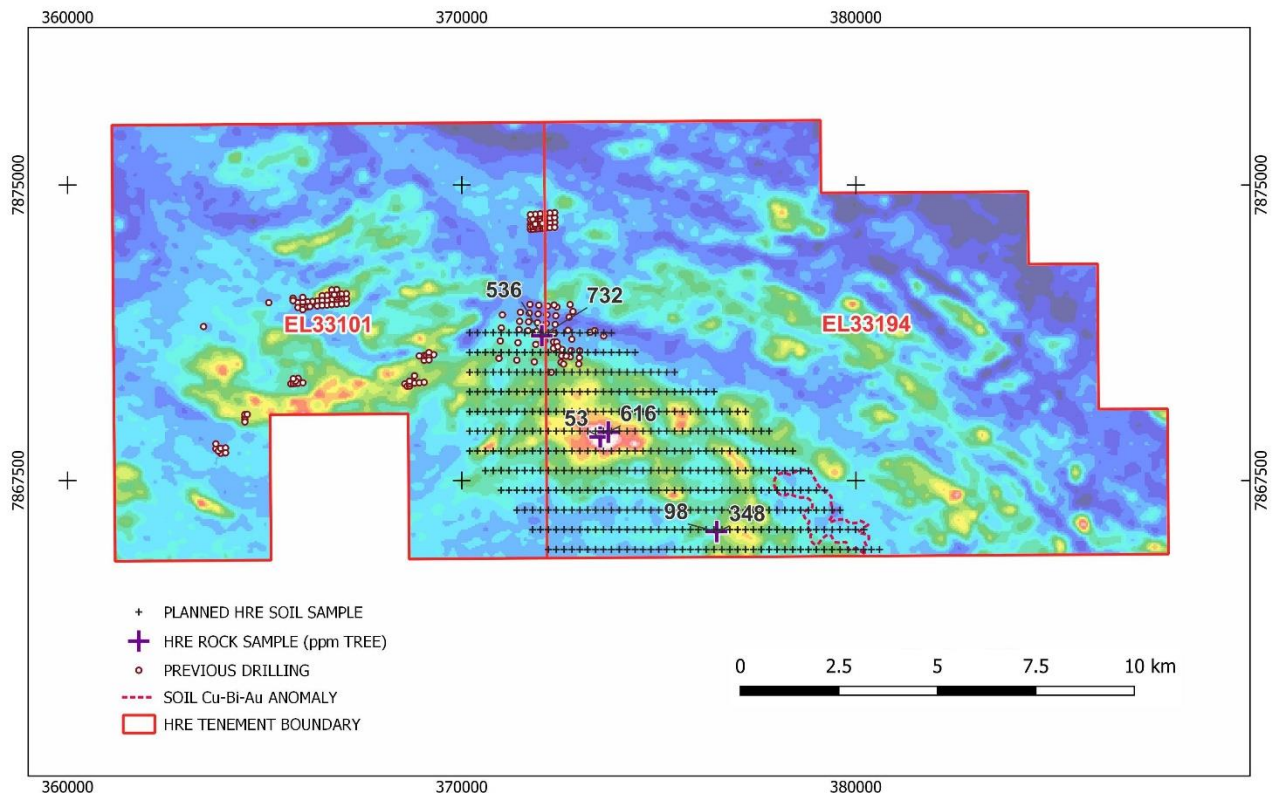 360000 370000 380000
7875000 7875000
536 732
EL33101 EL33194
53 616
7867500 7867500
98 348
PLANNED HRE SOIL SAMPLE
HRE ROCK SAMPLE (ppm TREE)
PREVIOUS DRILLING
SOIL Cu-Bi-Au ANOMALY
HRE TENEMENT BOUNDARY
0 2.5 5 7.5 10 km
360000 370000 380000